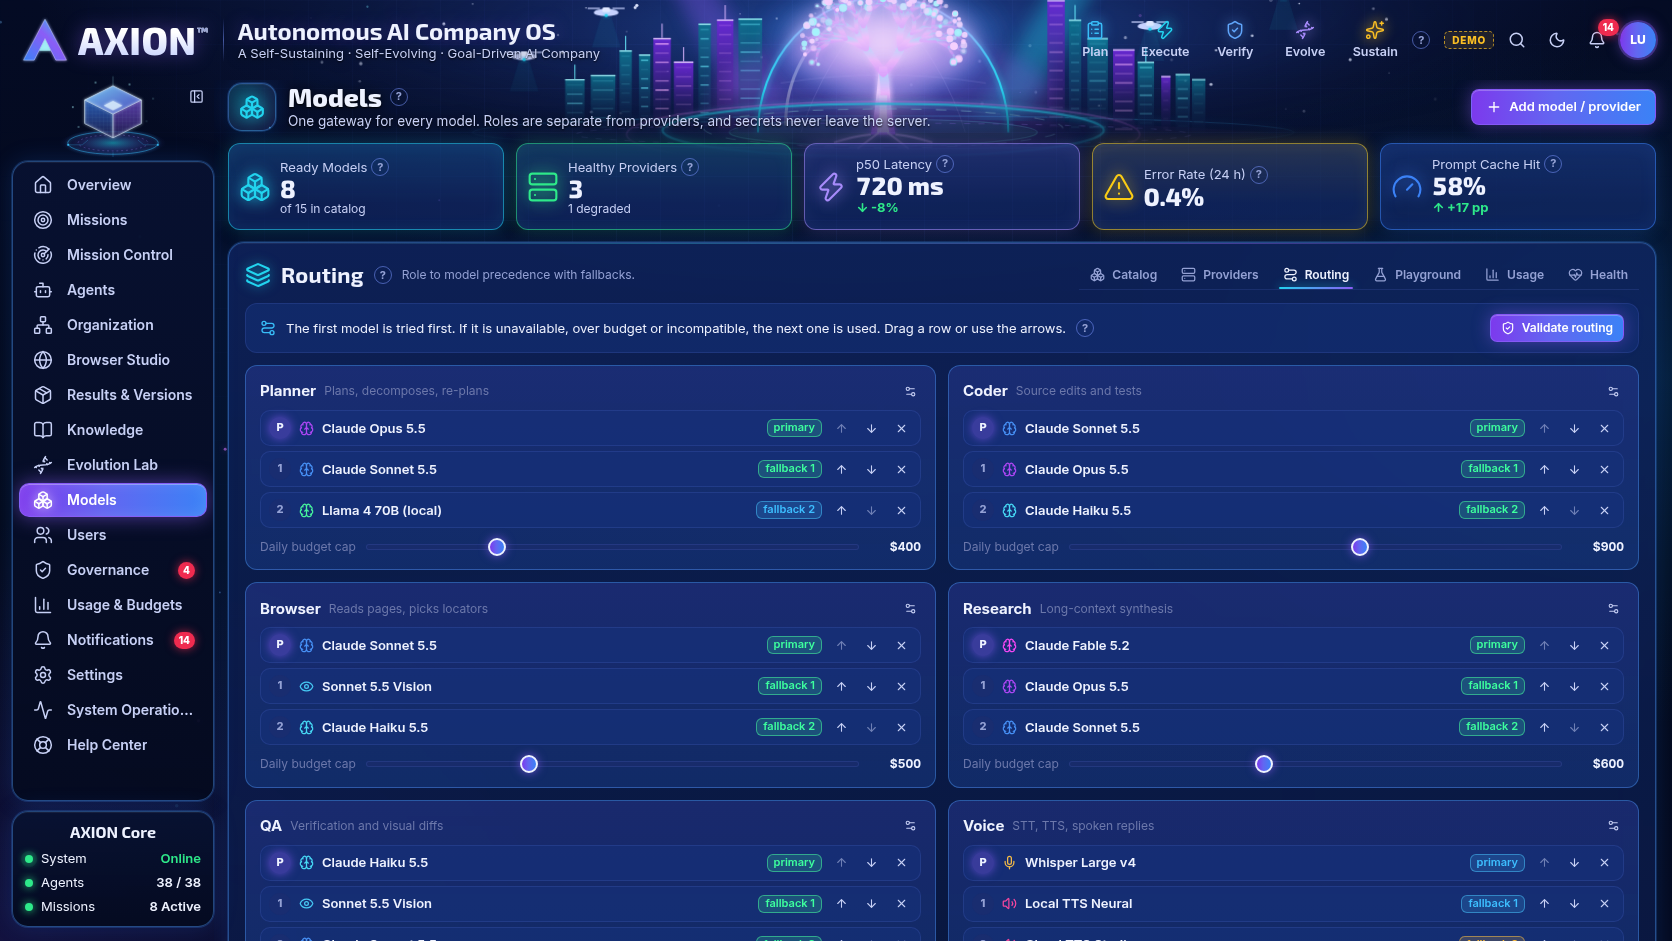 AXION™
Autonomous AI Company OS
A Self-Sustaining · Self-Evolving · Goal-Driven AI Company
Plan
Execute
Verify
Evolve
Sustain
?
DEMO
14
LU
Models ?
One gateway for every model. Roles are separate from providers, and secrets never leave the server.
+ Add model / provider
Ready Models ?
8
of 15 in catalog
Healthy Providers ?
3
1 degraded
p50 Latency ?
720 ms
↓ -8%
Error Rate (24 h) ?
0.4%
Prompt Cache Hit ?
58%
↑ +17 pp
Overview
Missions
Mission Control
Agents
Organization
Browser Studio
Results & Versions
Knowledge
Evolution Lab
Models
Users
Governance 4
Usage & Budgets
Notifications 14
Settings
System Operatio...
Help Center
AXION Core
System Online
Agents 38 / 38
Missions 8 Active
Routing ? Role to model precedence with fallbacks.
Catalog
Providers
Routing
Playground
Usage
Health
The first model is tried first. If it is unavailable, over budget or incompatible, the next one is used. Drag a row or use the arrows. ?
Validate routing
Planner Plans, decomposes, re-plans
P Claude Opus 5.5 primary ↑ ↓ ×
1 Claude Sonnet 5.5 fallback 1 ↑ ↓ ×
2 Llama 4 70B (local) fallback 2 ↑ ↓ ×
Daily budget cap $400
Coder Source edits and tests
P Claude Sonnet 5.5 primary ↑ ↓ ×
1 Claude Opus 5.5 fallback 1 ↑ ↓ ×
2 Claude Haiku 5.5 fallback 2 ↑ ↓ ×
Daily budget cap $900
Browser Reads pages, picks locators
P Claude Sonnet 5.5 primary ↑ ↓ ×
1 Sonnet 5.5 Vision fallback 1 ↑ ↓ ×
2 Claude Haiku 5.5 fallback 2 ↑ ↓ ×
Daily budget cap $500
Research Long-context synthesis
P Claude Fable 5.2 primary ↑ ↓ ×
1 Claude Opus 5.5 fallback 1 ↑ ↓ ×
2 Claude Sonnet 5.5 fallback 2 ↑ ↓ ×
Daily budget cap $600
QA Verification and visual diffs
P Claude Haiku 5.5 primary ↑ ↓ ×
1 Sonnet 5.5 Vision fallback 1 ↑ ↓ ×
Voice STT, TTS, spoken replies
P Whisper Large v4 primary ↑ ↓ ×
1 Local TTS Neural fallback 1 ↑ ↓ ×